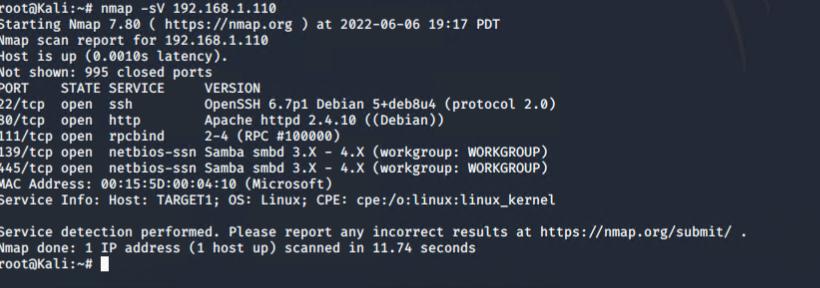 root@Kali:~# nmap -sV 192.168.1.110
Starting Nmap 7.80 ( https://nmap.org ) at 2022-06-06 19:17 PDT
Nmap scan report for 192.168.1.110
Host is up (0.0010s latency).
Not shown: 995 closed ports
PORT    STATE SERVICE     VERSION
22/tcp  open  ssh         OpenSSH 6.7p1 Debian 5+deb8u4 (protocol 2.0)
80/tcp  open  http        Apache httpd 2.4.10 ((Debian))
111/tcp open  rpcbind     2-4 (RPC #100000)
139/tcp open  netbios-ssn Samba smbd 3.X - 4.X (workgroup: WORKGROUP)
445/tcp open  netbios-ssn Samba smbd 3.X - 4.X (workgroup: WORKGROUP)
MAC Address: 00:15:5D:00:04:10 (Microsoft)
Service Info: Host: TARGET1; OS: Linux; CPE: cpe:/o:linux:linux_kernel
Service detection performed. Please report any incorrect results at https://nmap.org/submit/ .
Nmap done: 1 IP address (1 host up) scanned in 11.74 seconds
root@Kali:~#